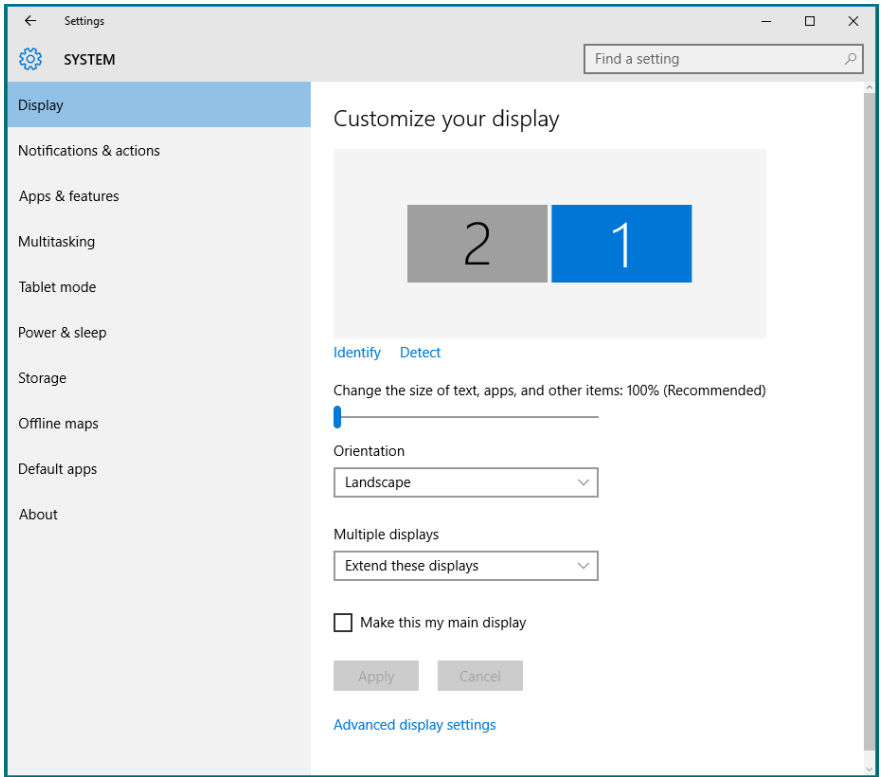 Settings
SYSTEM
Find a setting
Display
Notifications & actions
Apps & features
Multitasking
Tablet mode
Power & sleep
Storage
Offline maps
Default apps
About
Customize your display
2 1
Identify Detect
Change the size of text, apps, and other items: 100% (Recommended)
Orientation
Landscape
Multiple displays
Extend these displays
Make this my main display
Apply Cancel
Advanced display settings